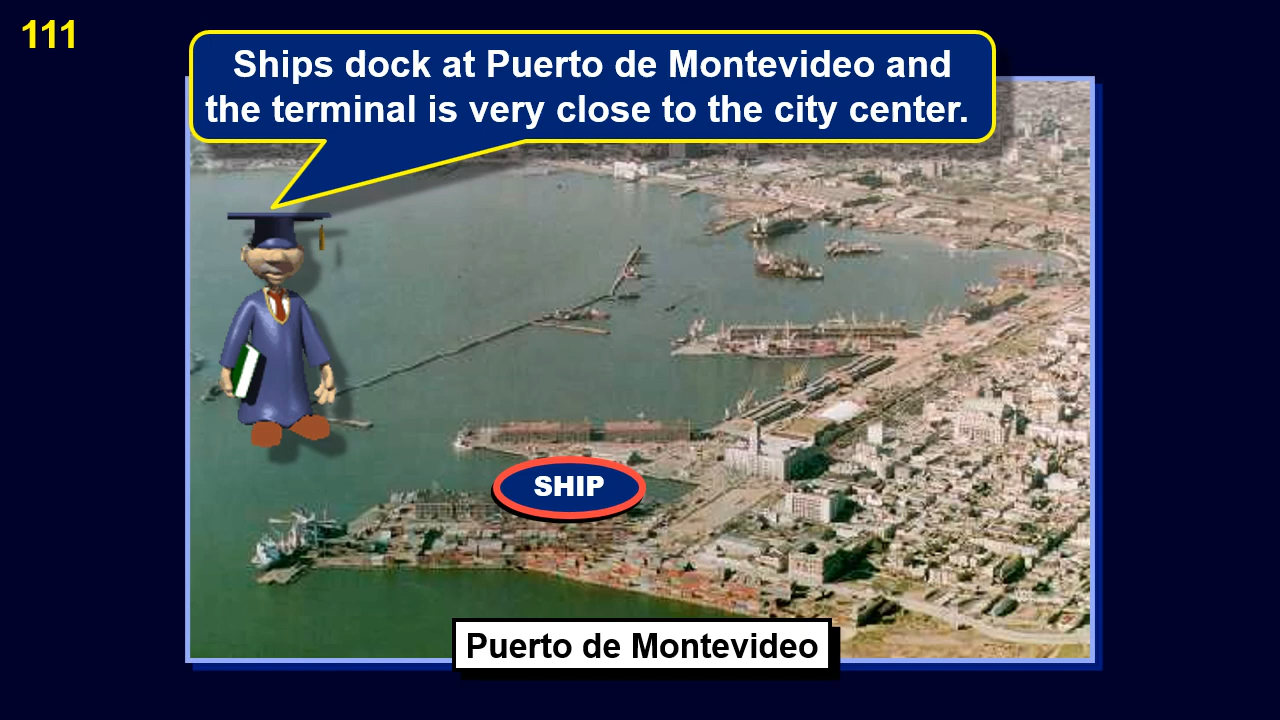 111
Ships dock at Puerto de Montevideo and
the terminal is very close to the city center.
SHIP
Puerto de Montevideo